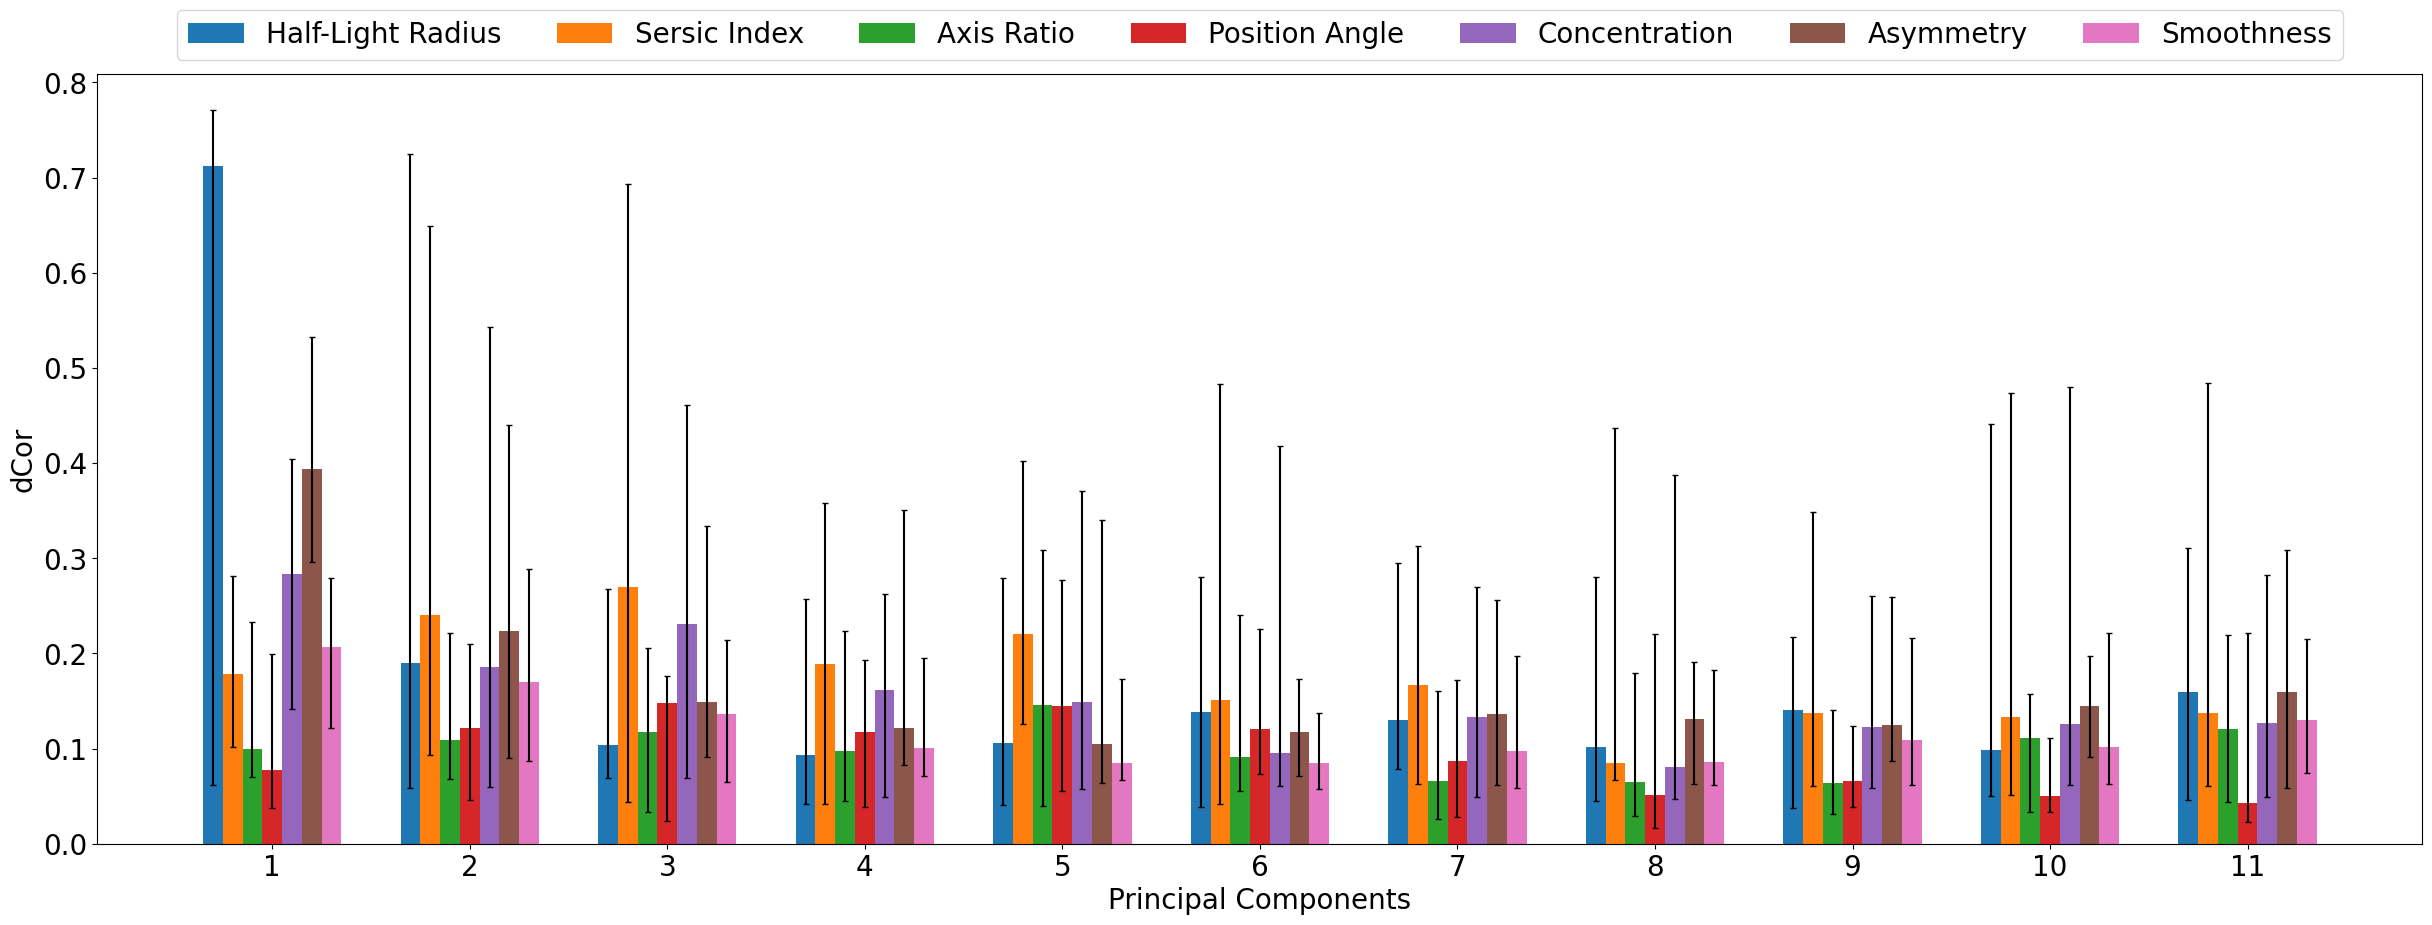 Half-Light Radius Sersic Index Axis Ratio Position Angle Concentration Asymmetry Smoothness
0.8
0.7
0.6
0.5
0.4
0.3
0.2
0.1
0.0
dCor
1 2 3 4 5 6 7 8 9 10 11
Principal Components